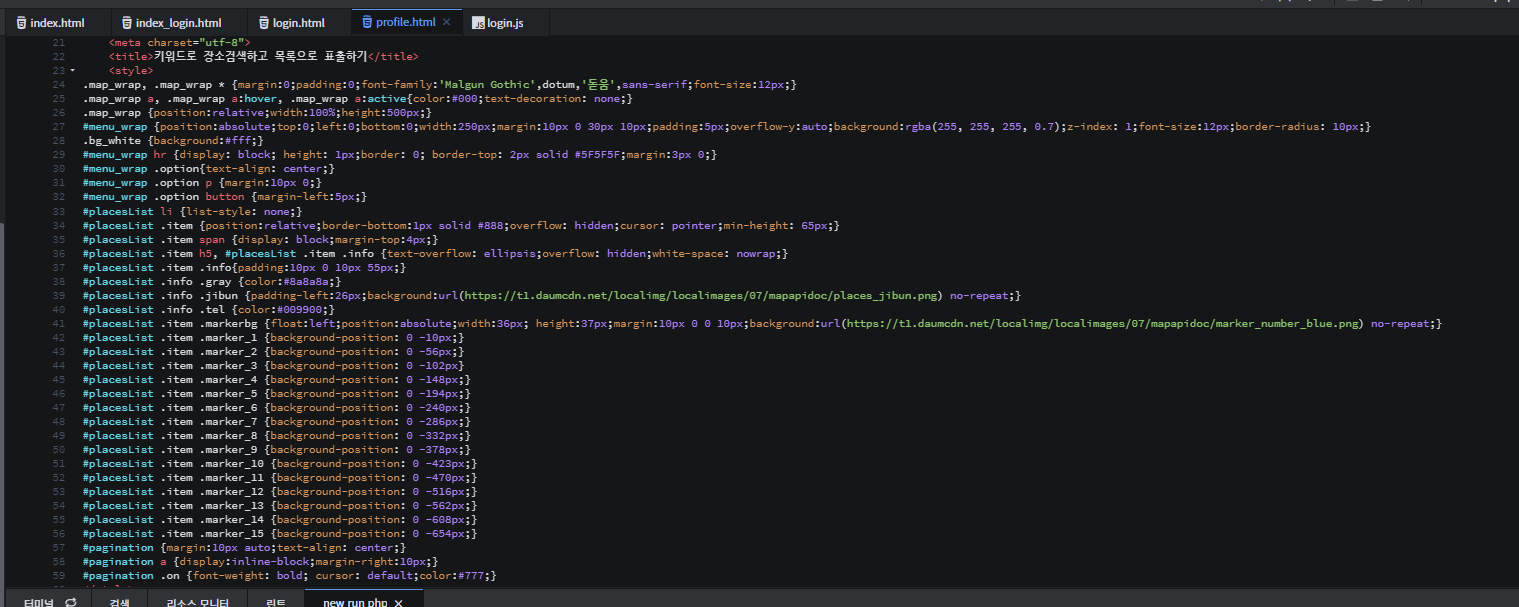 index.html index_login.html login.html profile.html × JS login.js
21 <meta charset="utf-8">
22 <title>키워드로 장소검색하고 목록으로 표출하기</title>
23 <style>
24 .map_wrap, .map_wrap * {margin:0;padding:0;font-family:'Malgun Gothic',dotum,'돋움',sans-serif;font-size:12px;}
25 .map_wrap a, .map_wrap a:hover, .map_wrap a:active{color:#000;text-decoration: none;}
26 .map_wrap {position:relative;width:100%;height:500px;}
27 #menu_wrap {position:absolute;top:0;left:0;bottom:0;width:250px;margin:10px 0 30px 10px;padding:5px;overflow-y:auto;background:rgba(255, 255, 255, 0.7);z-index: 1;font-size:12px;border-radius: 10px;}
28 .bg_white {background:#fff;}
29 #menu_wrap hr {display: block; height: 1px;border: 0; border-top: 2px solid #5F5F5F;margin:3px 0;}
30 #menu_wrap .option{text-align: center;}
31 #menu_wrap .option p {margin:10px 0;}
32 #menu_wrap .option button {margin-left:5px;}
33 #placesList li {list-style: none;}
34 #placesList .item {position:relative;border-bottom:1px solid #888;overflow: hidden;cursor: pointer;min-height: 65px;}
35 #placesList .item span {display: block;margin-top:4px;}
36 #placesList .item h5, #placesList .item .info {text-overflow: ellipsis;overflow: hidden;white-space: nowrap;}
37 #placesList .item .info{padding:10px 0 10px 55px;}
38 #placesList .info .gray {color:#8a8a8a;}
39 #placesList .info .jibun {padding-left:26px;background:url(https://t1.daumcdn.net/localimg/localimages/07/mapapidoc/places_jibun.png) no-repeat;}
40 #placesList .info .tel {color:#009900;}
41 #placesList .item .markerbg {float:left;position:absolute;width:36px; height:37px;margin:10px 0 0 10px;background:url(https://t1.daumcdn.net/localimg/localimages/07/mapapidoc/marker_number_blue.png) no-repeat;}
42 #placesList .item .marker_1 {background-position: 0 -10px;}
43 #placesList .item .marker_2 {background-position: 0 -56px;}
44 #placesList .item .marker_3 {background-position: 0 -102px}
45 #placesList .item .marker_4 {background-position: 0 -148px;}
46 #placesList .item .marker_5 {background-position: 0 -194px;}
47 #placesList .item .marker_6 {background-position: 0 -240px;}
48 #placesList .item .marker_7 {background-position: 0 -286px;}
49 #placesList .item .marker_8 {background-position: 0 -332px;}
50 #placesList .item .marker_9 {background-position: 0 -378px;}
51 #placesList .item .marker_10 {background-position: 0 -423px;}
52 #placesList .item .marker_11 {background-position: 0 -470px;}
53 #placesList .item .marker_12 {background-position: 0 -516px;}
54 #placesList .item .marker_13 {background-position: 0 -562px;}
55 #placesList .item .marker_14 {background-position: 0 -608px;}
56 #placesList .item .marker_15 {background-position: 0 -654px;}
57 #pagination {margin:10px auto;text-align: center;}
58 #pagination a {display:inline-block;margin-right:10px;}
59 #pagination .on {font-weight: bold; cursor: default;color:#777;}
터미널 검색 리소스 모니터 린트 new run php ×